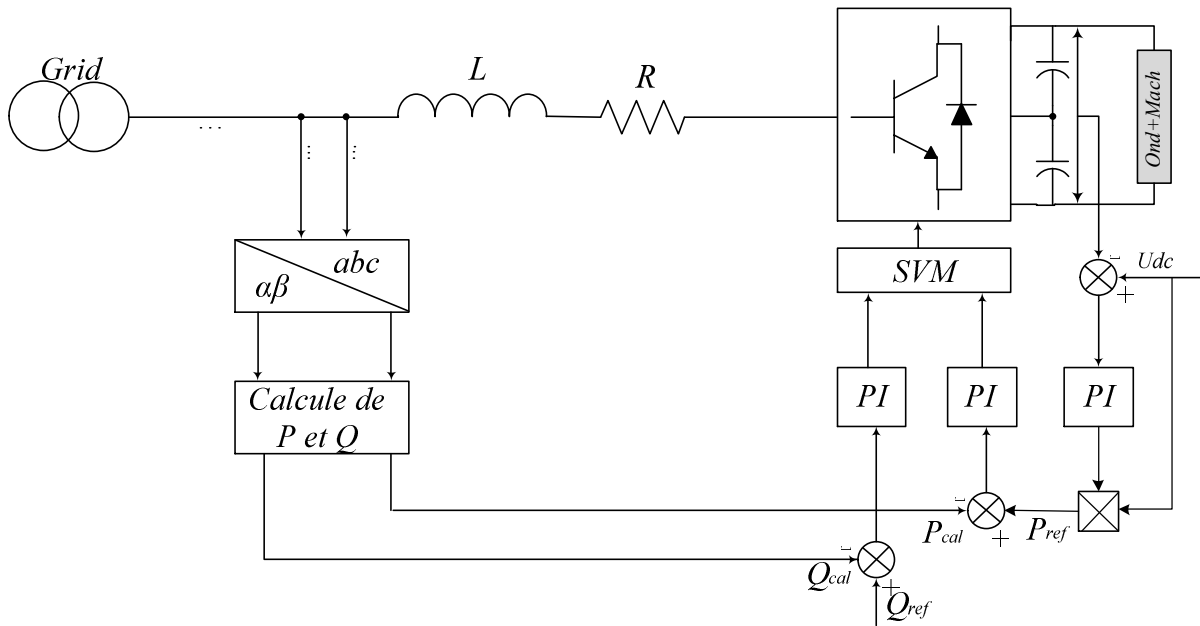 Grid
...
L
R
Ond+Mach
...
...
abc
αβ
SVM
Udc
+
Calcule de
P et Q
PI
PI
PI
Pcal
+
Pref
Qcal
+
Qref